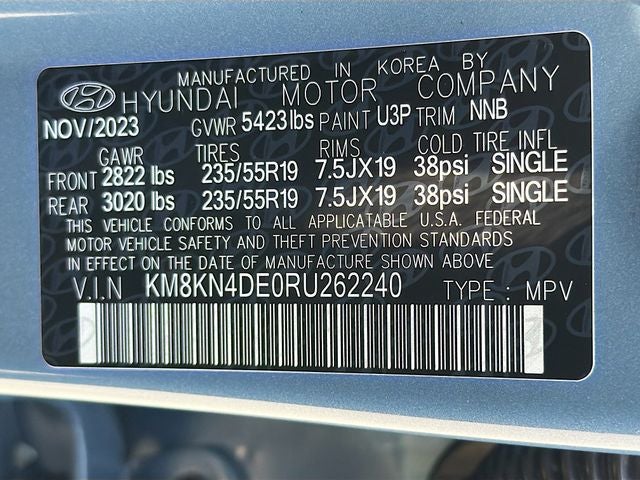 MANUFACTURED IN KOREA BY
HYUNDAI MOTOR COMPANY
NOV/2023 GVWR 5423lbs PAINT U3P TRIM NNB
GAWR TIRES RIMS COLD TIRE INFL
FRONT 2822 lbs 235/55R19 7.5JX19 38psi SINGLE
REAR 3020 lbs 235/55R19 7.5JX19 38psi SINGLE
THIS VEHICLE CONFORMS TO ALL APPLICABLE U.S.A. FEDERAL
MOTOR VEHICLE SAFETY AND THEFT PREVENTION STANDARDS
IN EFFECT ON THE DATE OF MANUFACTURE SHOWN ABOVE
V.I.N KM8KN4DE0RU262240 TYPE : MPV